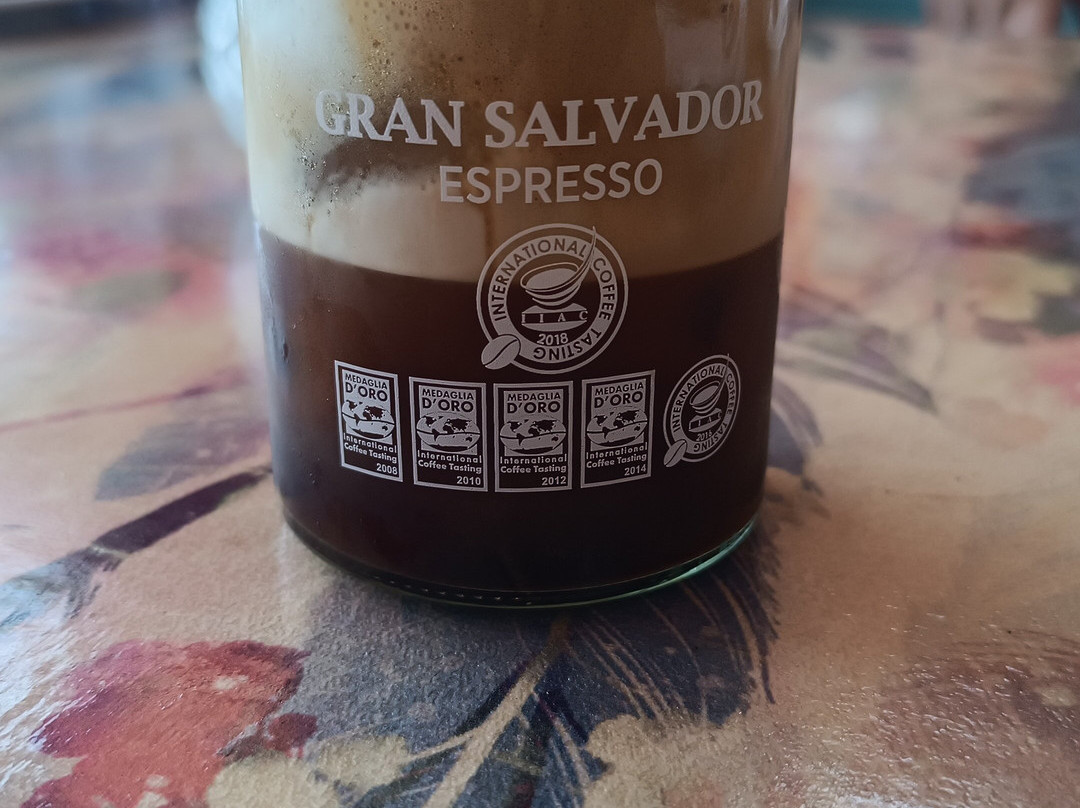 GRAN SALVADOR
ESPRESSO
INTERNATIONAL COFFEE TASTING
IIAC
2018
MEDAGLIA
D'ORO
International
Coffee Tasting
2008
MEDAGLIA
D'ORO
International
Coffee Tasting
2010
MEDAGLIA
D'ORO
International
Coffee Tasting
2012
MEDAGLIA
D'ORO
International
Coffee Tasting
2014
INTERNATIONAL COFFEE TASTING